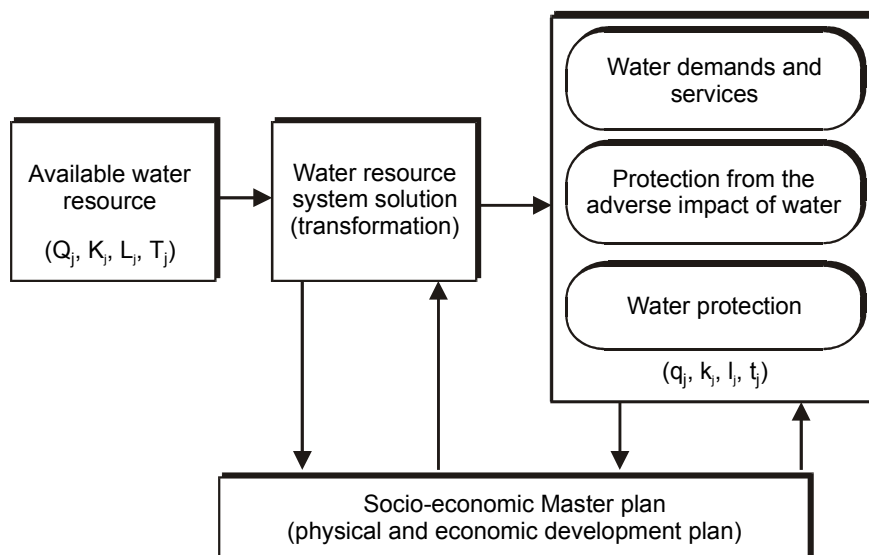 Available water
resource
(Qj, Kj, Lj, Tj)
Water resource
system solution
(transformation)
Water demands and
services
Protection from the
adverse impact of water
Water protection
(qj, kj, lj, tj)
Socio-economic Master plan
(physical and economic development plan)